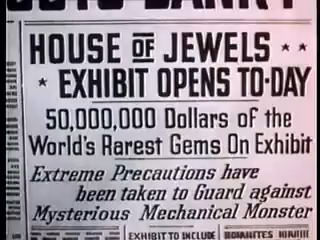 HOUSE OF JEWELS
EXHIBIT OPENS TO-DAY
50,000,000 Dollars of the
World's Rarest Gems On Exhibit
Extreme Precautions have
been taken to Guard against
Mysterious Mechanical Monster
EXHIBIT TO INCLUDE